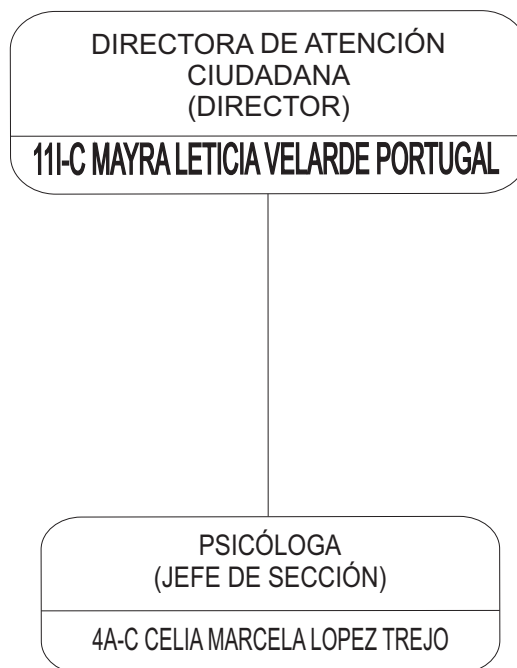 DIRECTORA DE ATENCIÓN
CIUDADANA
(DIRECTOR)
11I-C MAYRA LETICIA VELARDE PORTUGAL
PSICÓLOGA
(JEFE DE SECCIÓN)
4A-C CELIA MARCELA LOPEZ TREJO